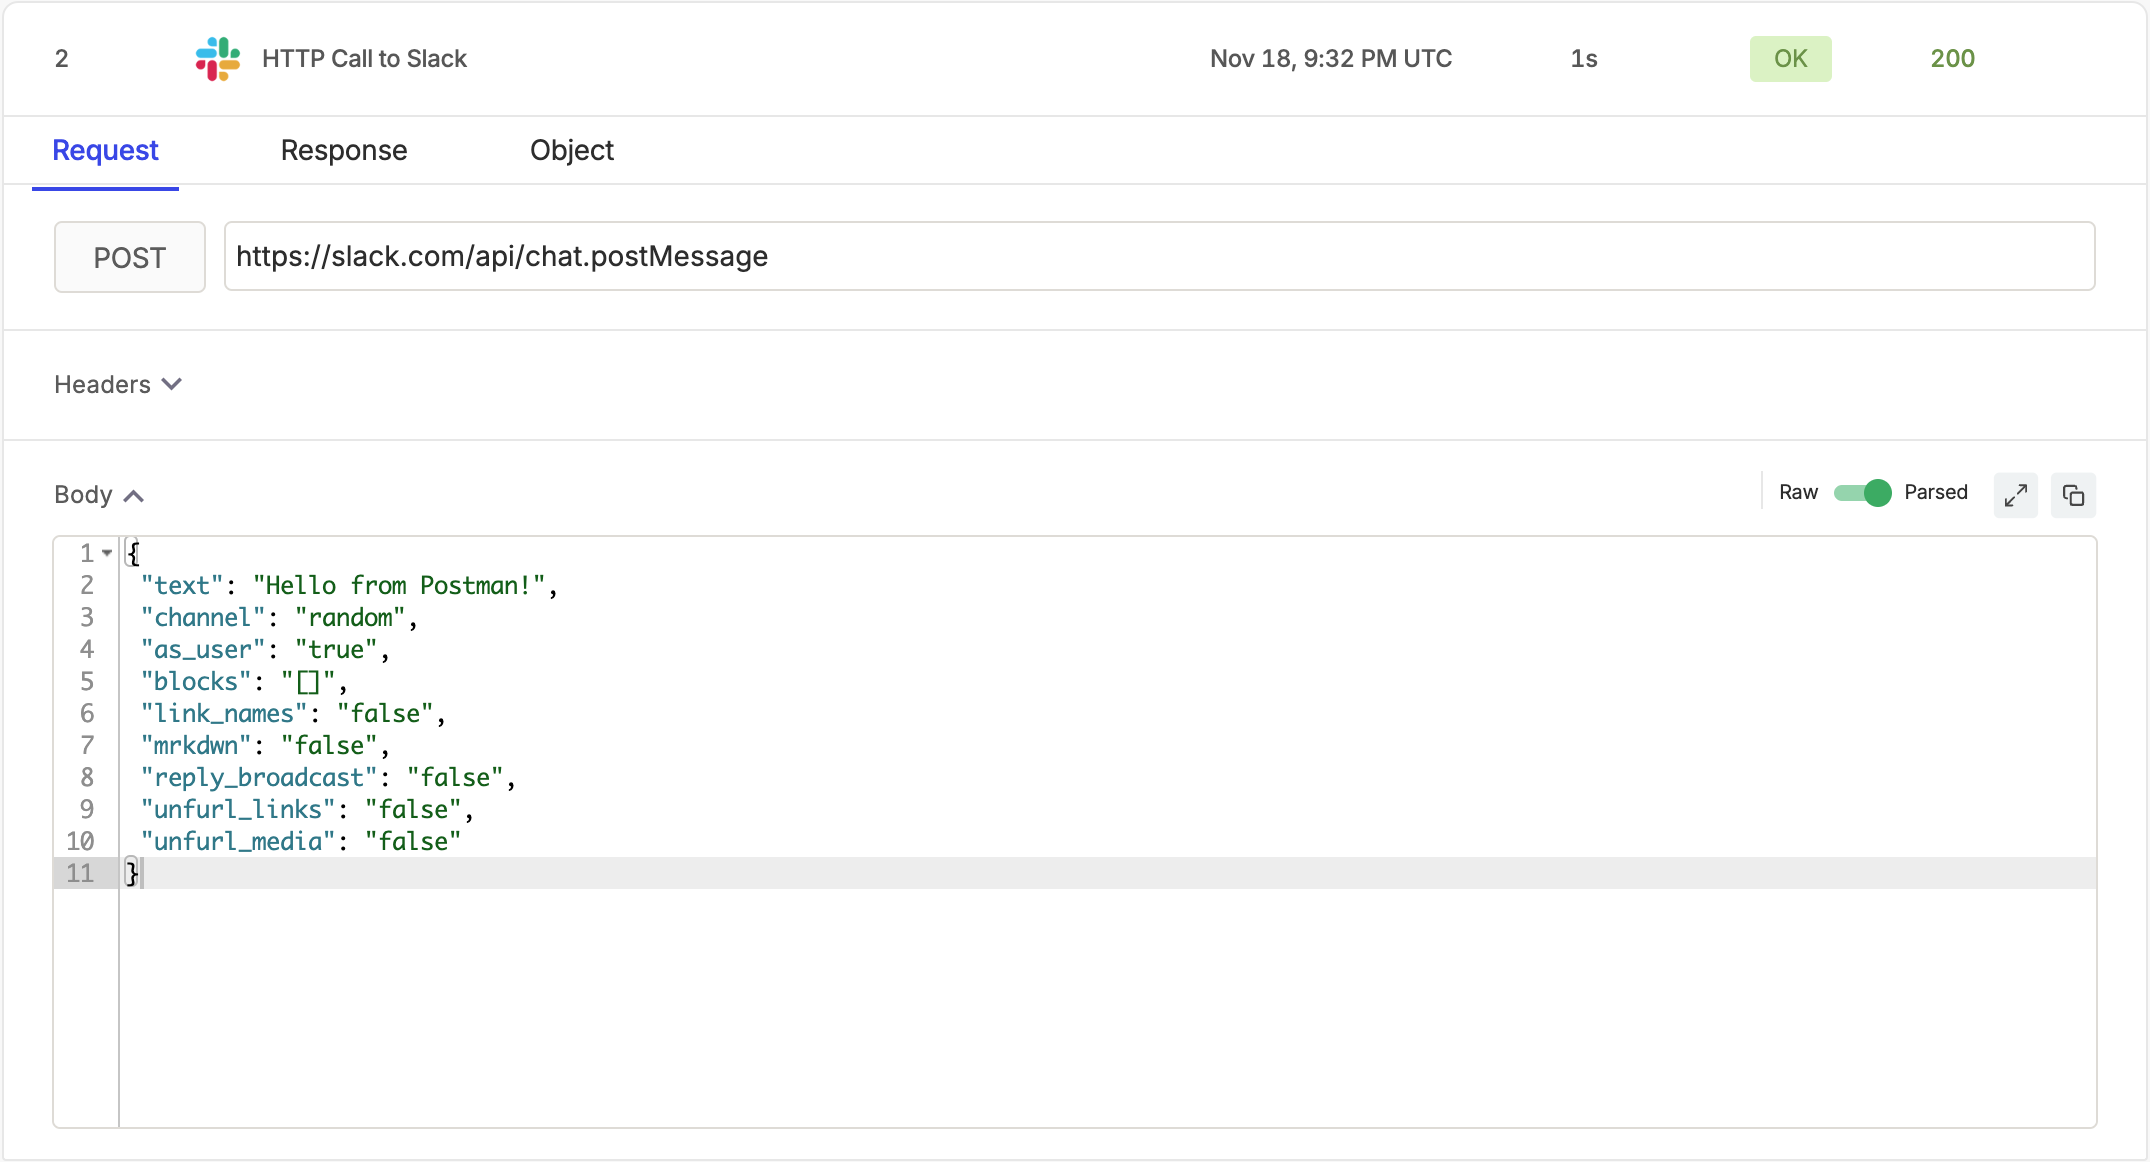 2 HTTP Call to Slack Nov 18, 9:32 PM UTC 1s OK 200
Request Response Object
POST https://slack.com/api/chat.postMessage
Headers
Body Raw Parsed
1 {
2 "text": "Hello from Postman!",
3 "channel": "random",
4 "as_user": "true",
5 "blocks": "[]",
6 "link_names": "false",
7 "mrkdwn": "false",
8 "reply_broadcast": "false",
9 "unfurl_links": "false",
10 "unfurl_media": "false"
11 }